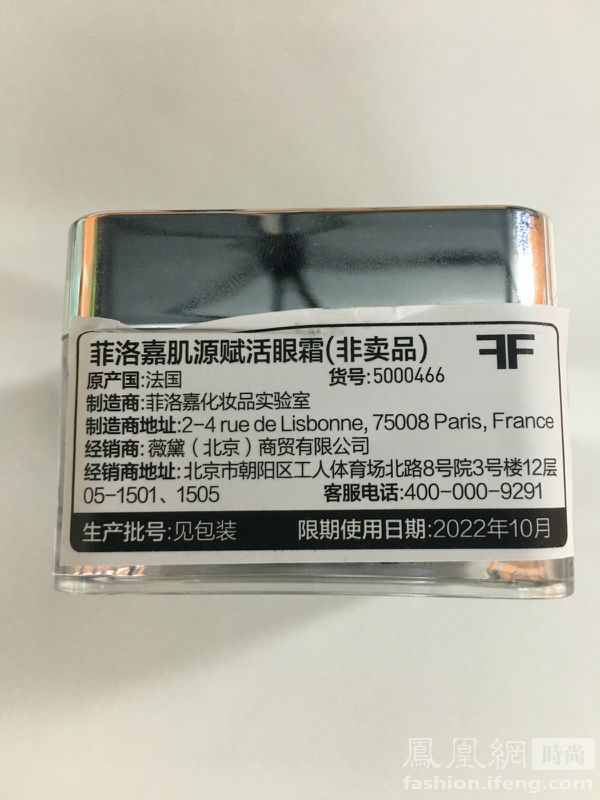 菲洛嘉肌源赋活眼霜(非卖品)
原产国:法国 货号:5000466
制造商:菲洛嘉化妆品实验室
制造商地址:2-4 rue de Lisbonne, 75008 Paris, France
经销商: 薇黛（北京）商贸有限公司
经销商地址:北京市朝阳区工人体育场北路8号院3号楼12层
05-1501、1505 客服电话:400-000-9291
生产批号:见包装 限期使用日期:2022年10月
鳳凰網 時尚
fashion.ifeng.com